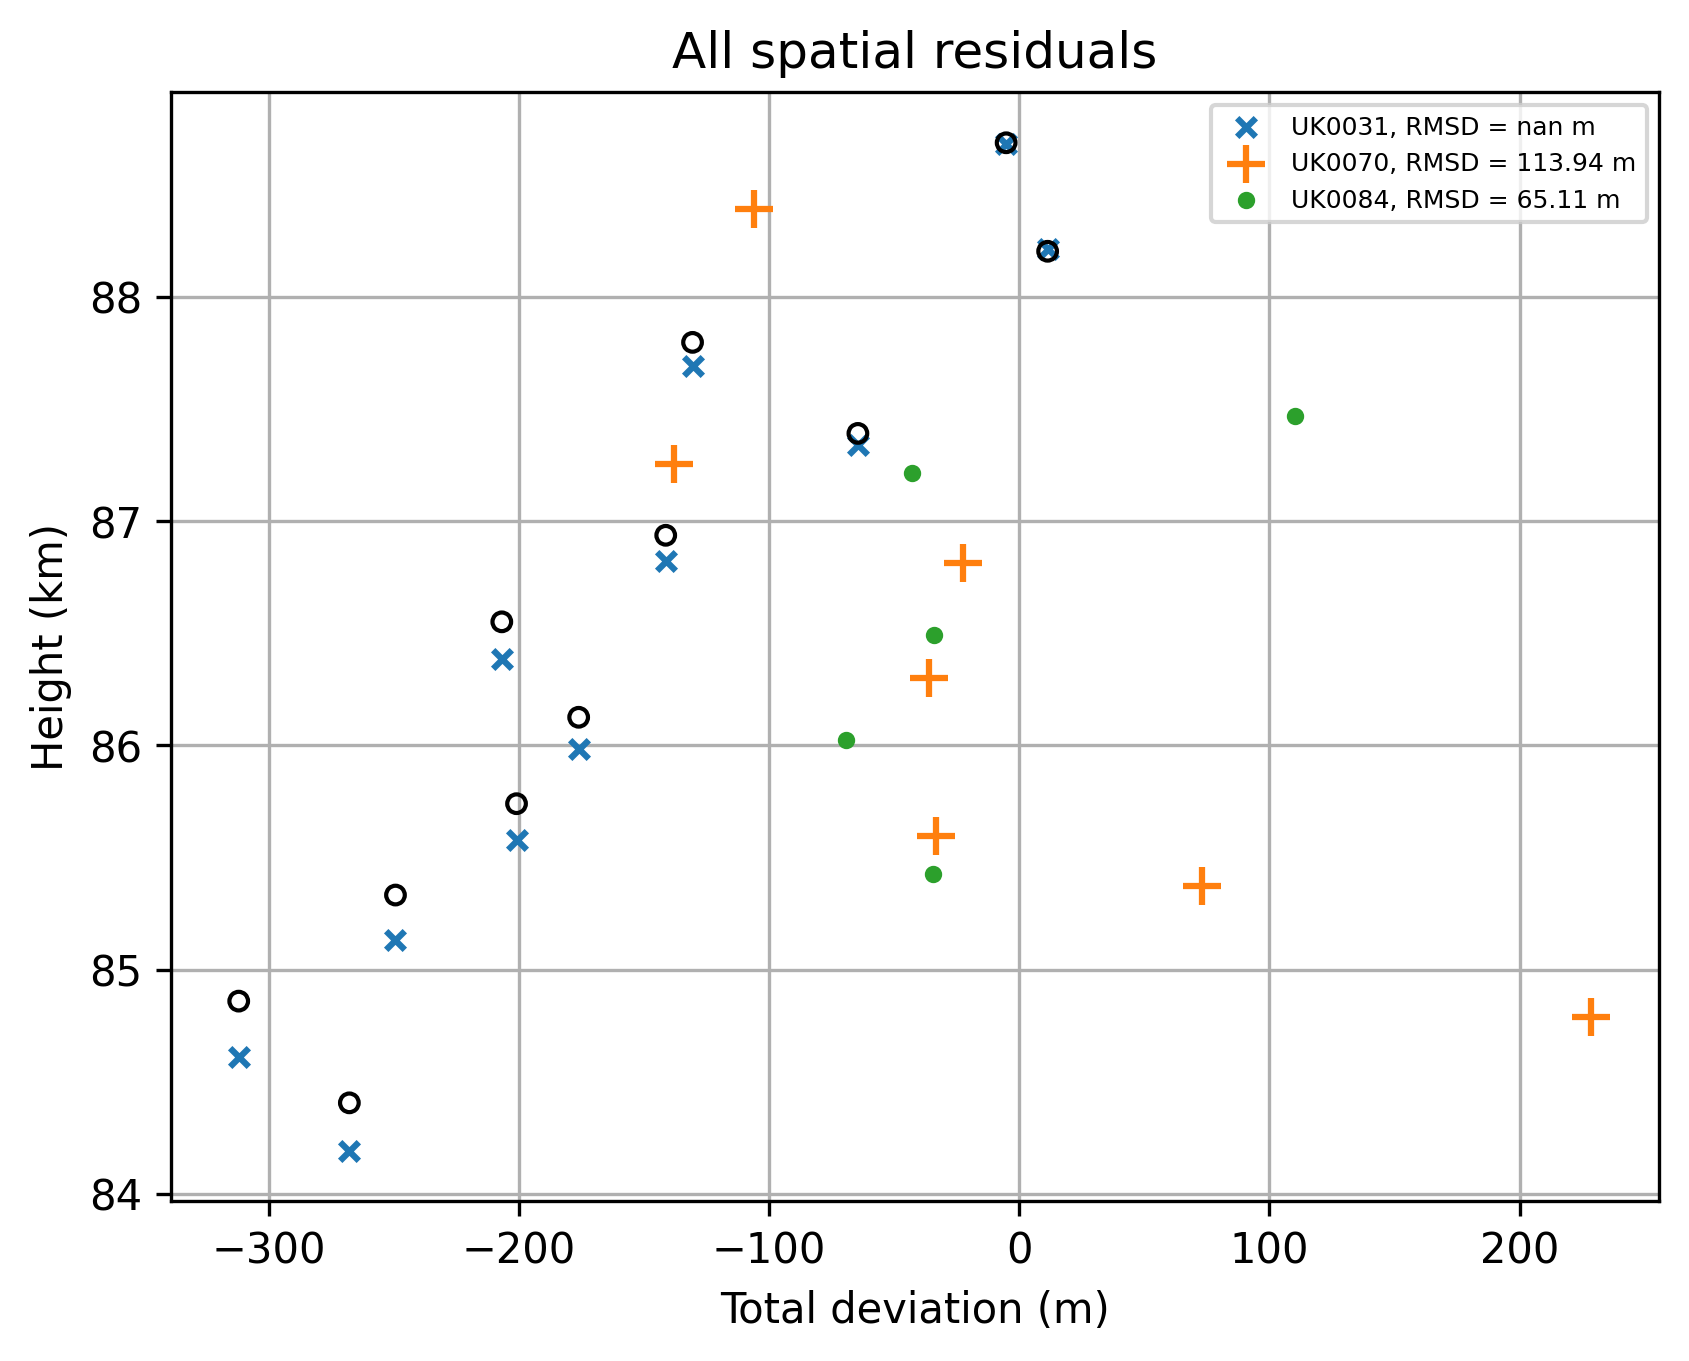 All spatial residuals
UK0031, RMSD = nan m
UK0070, RMSD = 113.94 m
UK0084, RMSD = 65.11 m
Height (km)
88
87
86
85
84
−300
−200
−100
0
100
200
Total deviation (m)